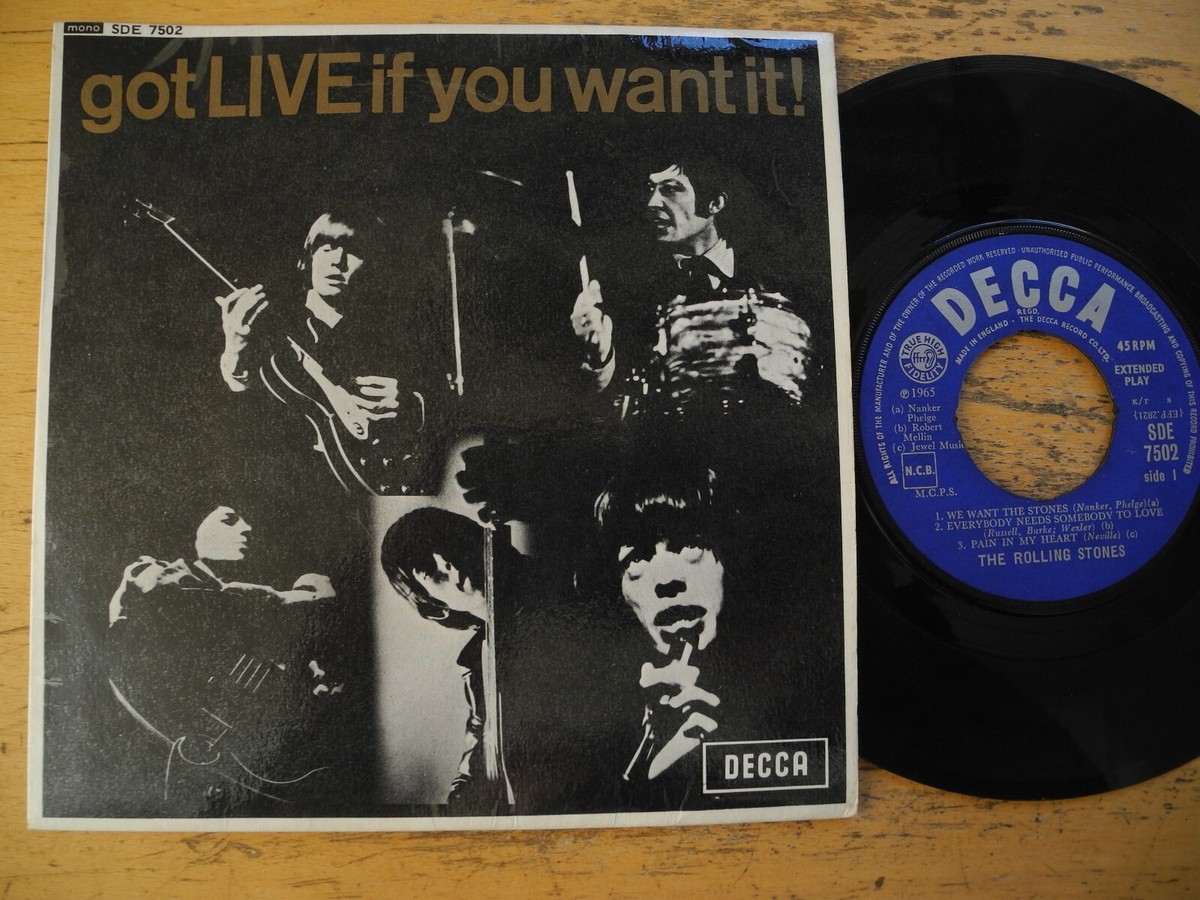 mono SDE 7502
got LIVE if you want it!
DECCA
ALL RIGHTS OF THE MANUFACTURER AND OF THE OWNER OF THE RECORDED WORK RESERVED · UNAUTHORISED PUBLIC PERFORMANCE BROADCASTING AND COPYING OF THIS RECORD PROHIBITED
DECCA
REGD.
MADE IN ENGLAND · THE DECCA RECORD CO. LTD.
TRUE HIGH
ffrr
FIDELITY
45 RPM
EXTENDED
PLAY
K/T S
{EFF.2821}
SDE
7502
side 1
℗ 1965
(a) Nanker
Phelge
(b) Robert
Mellin
(c) Jewel Music
N.C.B.
M.C.P.S.
1. WE WANT THE STONES (Nanker, Phelge)(a)
2. EVERYBODY NEEDS SOMEBODY TO LOVE
(Russell, Burke; Wexler) (b)
3. PAIN IN MY HEART (Neville) (c)
THE ROLLING STONES